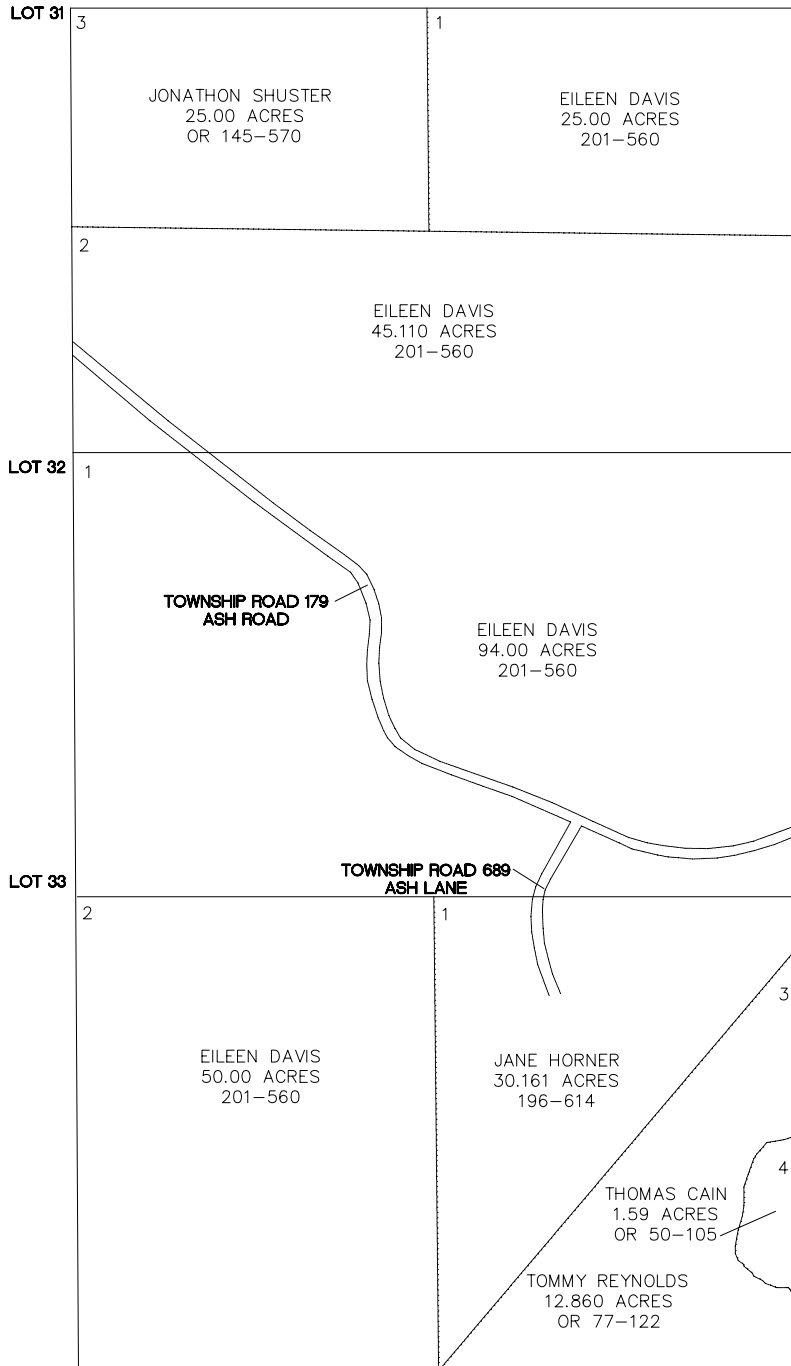 LOT 31
3
1
JONATHON SHUSTER
25.00 ACRES
OR 145-570
EILEEN DAVIS
25.00 ACRES
201-560
2
EILEEN DAVIS
45.110 ACRES
201-560
LOT 32
1
TOWNSHIP ROAD 179
ASH ROAD
EILEEN DAVIS
94.00 ACRES
201-560
TOWNSHIP ROAD 689
ASH LANE
LOT 33
2
1
3
EILEEN DAVIS
50.00 ACRES
201-560
JANE HORNER
30.161 ACRES
196-614
4
THOMAS CAIN
1.59 ACRES
OR 50-105
TOMMY REYNOLDS
12.860 ACRES
OR 77-122